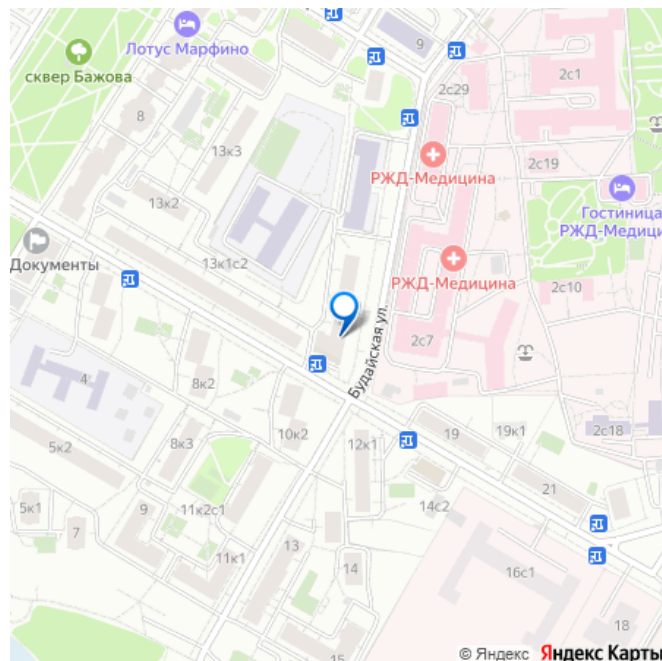 Лотус Марфино
9
сквер Бажова
2с29
2с1
8
13к3
РЖД-Медицина
2с19
13к2
Гостиница
РЖД-Медици
Документы
13к1с2
РЖД-Медицина
2с10
2с7
Будайская ул.
4
8к2
5к2
8к3
10к2
12к1
19
19к1
2с18
21
5к1
9
11к2с1
14с2
7
11к1
13
14
16с1
18
15
© Яндекс Яндекс Карты